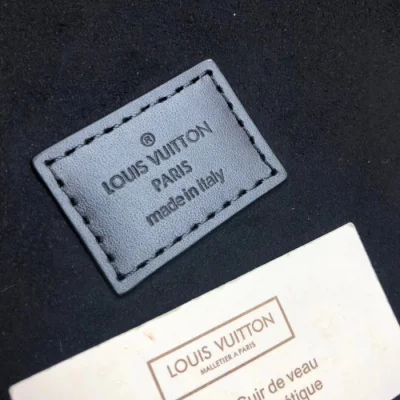 ®
LOUIS VUITTON
PARIS
made in italy
LOUIS VUITTON
MALLETIER A PARIS
Cuir de veau